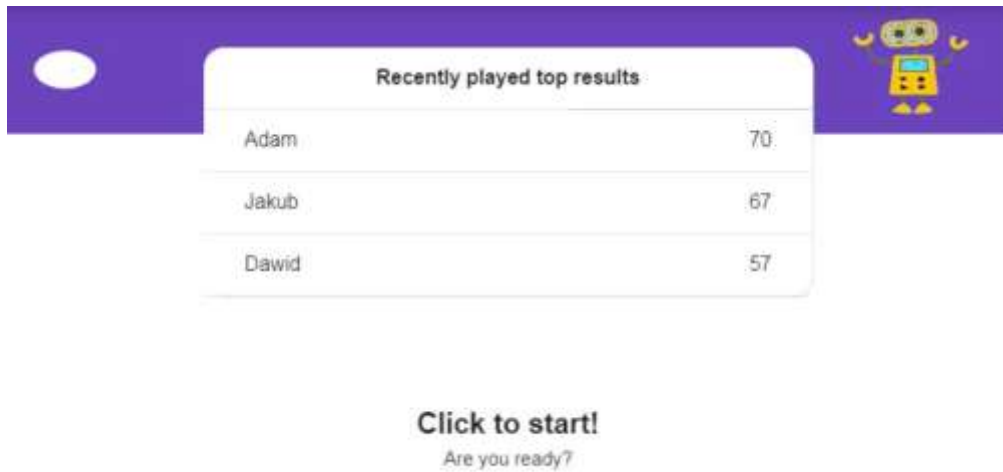 Recently played top results
Adam 70
Jakub 67
Dawid 57
Click to start!
Are you ready?